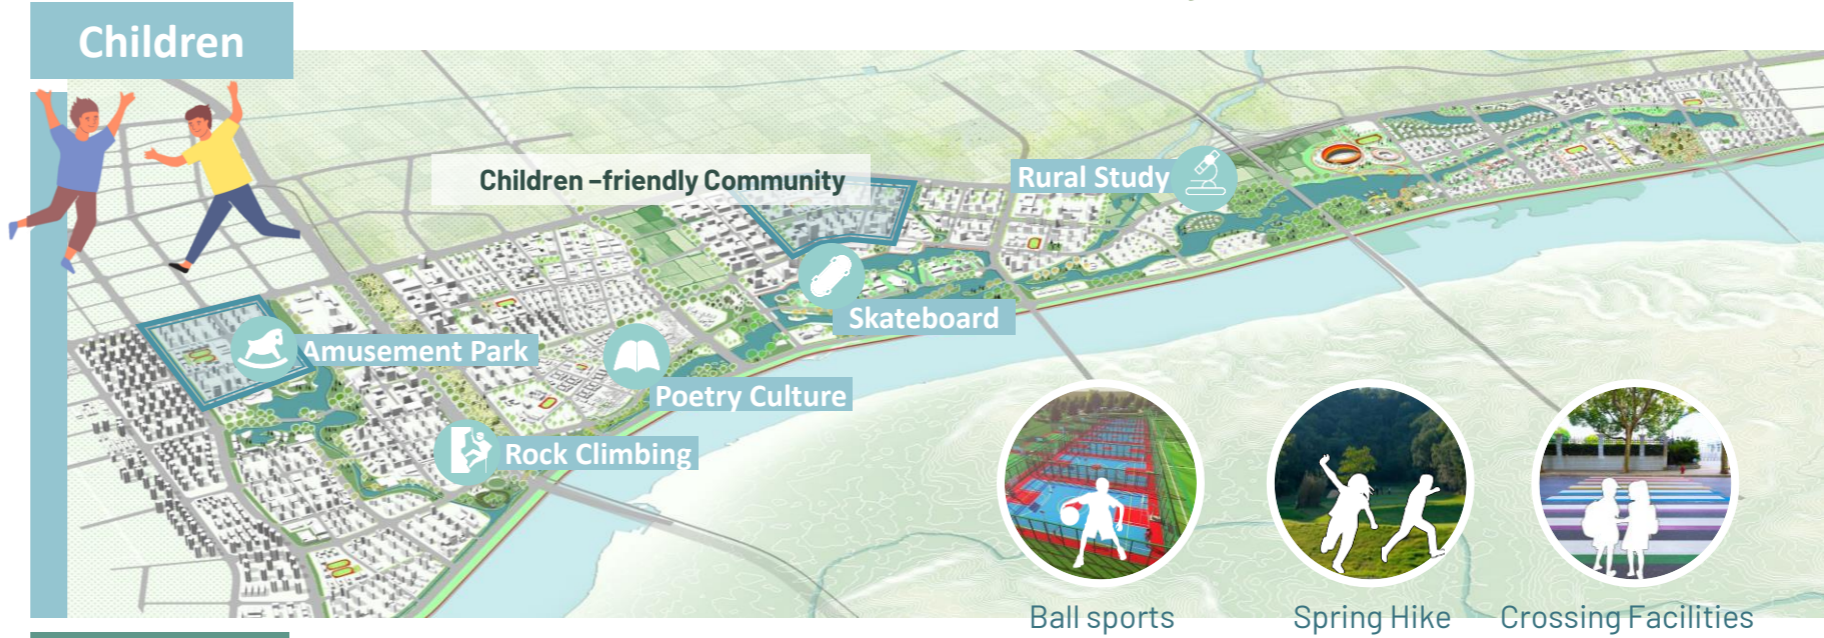 Children
Children –friendly Community
Rural Study
Skateboard
Amusement Park
Poetry Culture
Rock Climbing
Ball sports
Spring Hike
Crossing Facilities